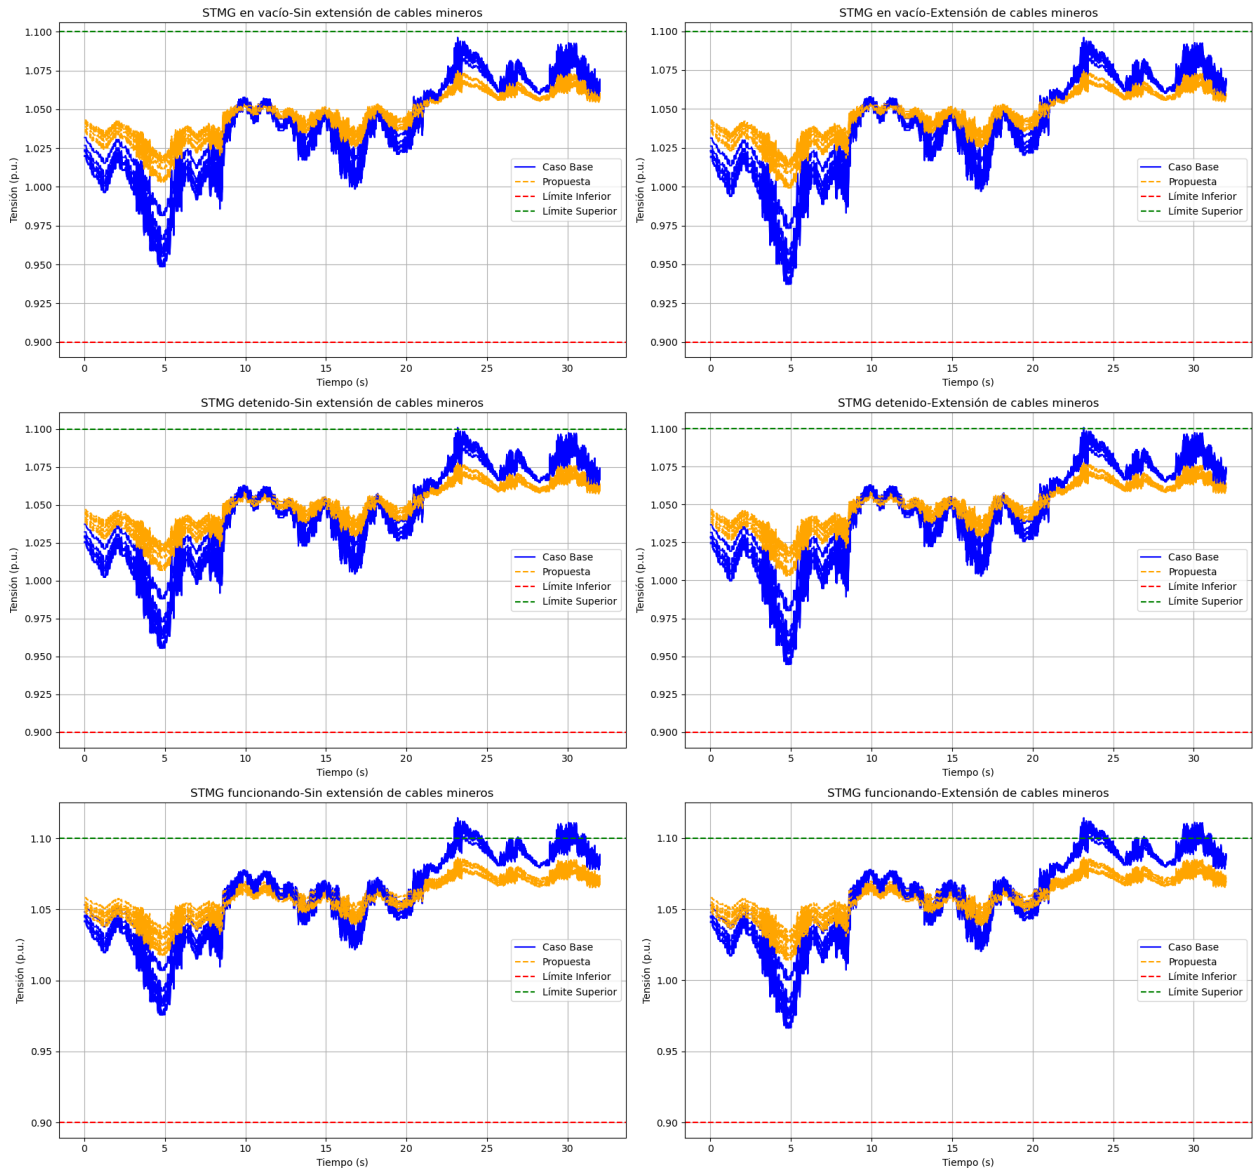 STMG en vacío-Sin extensión de cables mineros
1.100
1.075
1.050
1.025
1.000
0.975
0.950
0.925
0.900
Tensión (p.u.)
Caso Base
Propuesta
Límite Inferior
Límite Superior
0 5 10 15 20 25 30
Tiempo (s)
STMG en vacío-Extensión de cables mineros
1.100
1.075
1.050
1.025
1.000
0.975
0.950
0.925
0.900
Tensión (p.u.)
Caso Base
Propuesta
Límite Inferior
Límite Superior
0 5 10 15 20 25 30
Tiempo (s)
STMG detenido-Sin extensión de cables mineros
1.100
1.075
1.050
1.025
1.000
0.975
0.950
0.925
0.900
Tensión (p.u.)
Caso Base
Propuesta
Límite Inferior
Límite Superior
0 5 10 15 20 25 30
Tiempo (s)
STMG detenido-Extensión de cables mineros
1.100
1.075
1.050
1.025
1.000
0.975
0.950
0.925
0.900
Tensión (p.u.)
Caso Base
Propuesta
Límite Inferior
Límite Superior
0 5 10 15 20 25 30
Tiempo (s)
STMG funcionando-Sin extensión de cables mineros
1.10
1.05
1.00
0.95
0.90
Tensión (p.u.)
Caso Base
Propuesta
Límite Inferior
Límite Superior
0 5 10 15 20 25 30
Tiempo (s)
STMG funcionando-Extensión de cables mineros
1.10
1.05
1.00
0.95
0.90
Tensión (p.u.)
Caso Base
Propuesta
Límite Inferior
Límite Superior
0 5 10 15 20 25 30
Tiempo (s)